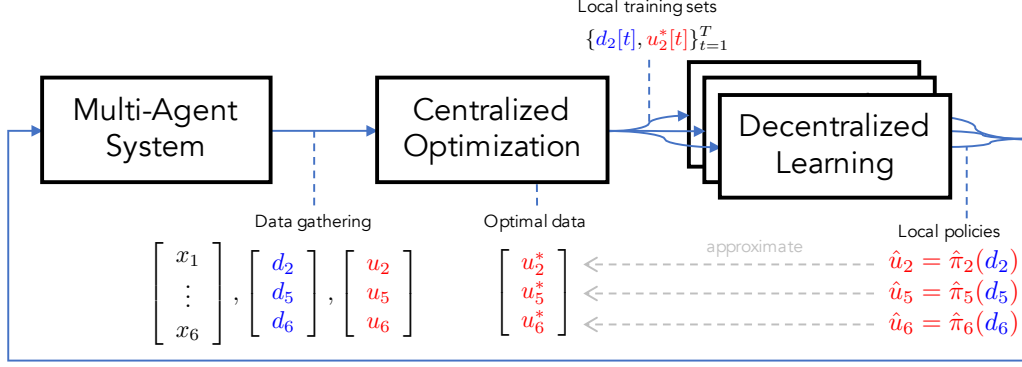 Local training sets
{d₂[t], u₂*[t]}ᵀₜ₌₁
Multi-Agent
System
Centralized
Optimization
Decentralized
Learning
Data gathering
Optimal data
Local policies
[x₁ ⋮ x₆], [d₂ d₅ d₆], [u₂ u₅ u₆]
[u₂* u₅* u₆*]
approximate
û₂ = π̂₂(d₂)
û₅ = π̂₅(d₅)
û₆ = π̂₆(d₆)